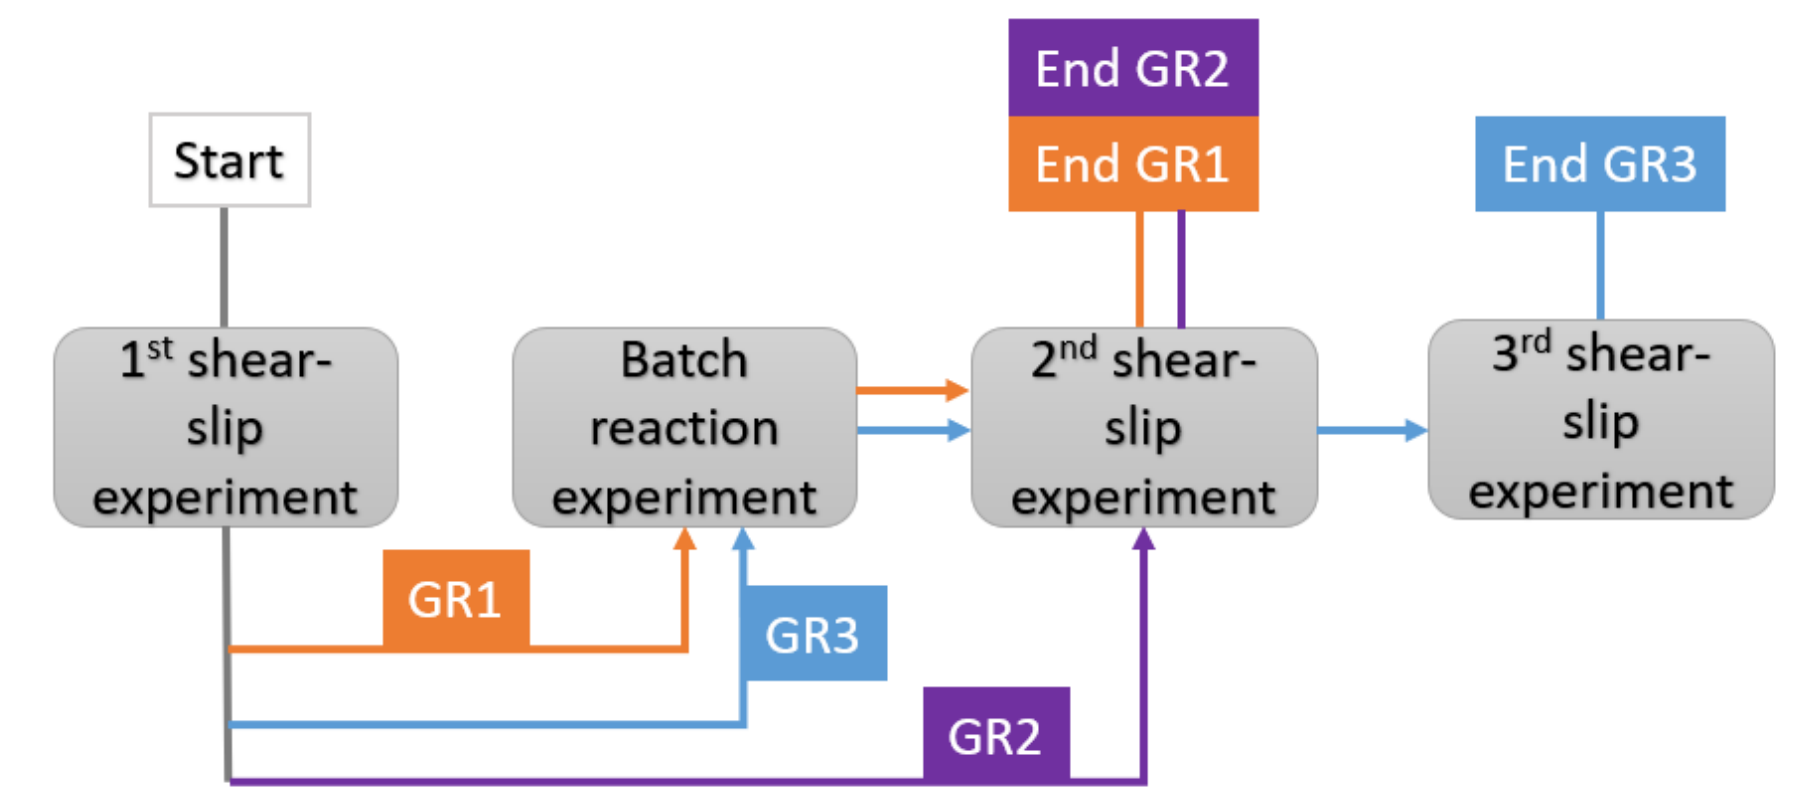 End GR2
Start
End GR1
End GR3
1st shear-
slip
experiment
Batch
reaction
experiment
2nd shear-
slip
experiment
3rd shear-
slip
experiment
GR1
GR3
GR2